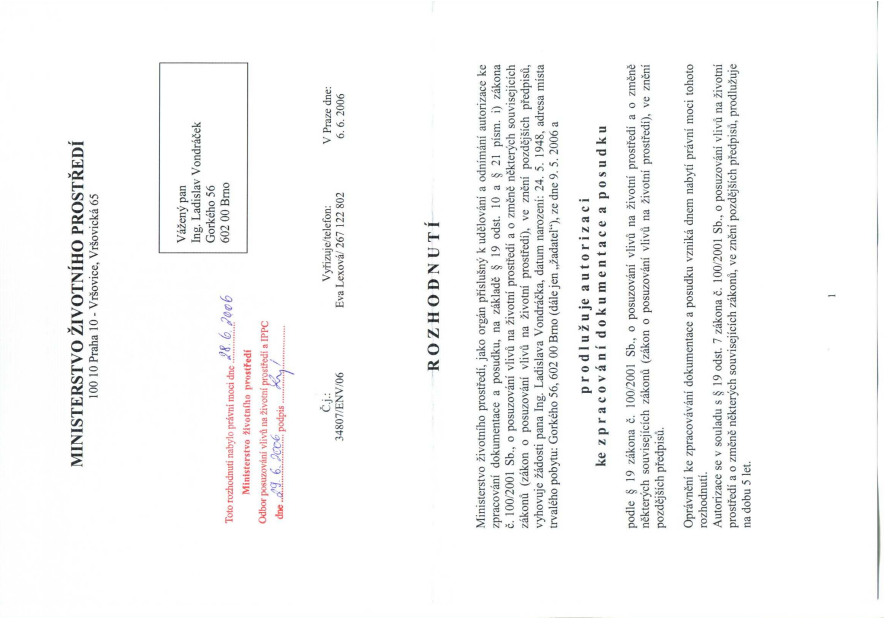 MINISTERSTVO ŽIVOTNÍHO PROSTŘEDÍ
100 10 Praha 10 - Vršovice, Vršovická 65
Vážený pan
Ing. Ladislav Vondráček
Gorkého 56
602 00 Brno
Toto rozhodnutí nabylo právní moci dne 28. 6. 2006
Ministerstvo životního prostředí
Odbor posuzování vlivů na životní prostředí a IPPC
dne 29. 6. 2006 podpis
Č.j.: Vyřizuje/telefon: V Praze dne:
34807/ENV/06 Eva Lexová/ 267 122 802 6. 6. 2006
ROZHODNUTÍ
Ministerstvo životního prostředí, jako orgán příslušný k udělování a odnímání autorizace ke
zpracování dokumentace a posudku, na základě § 19 odst. 10 a § 21 písm. i) zákona
č. 100/2001 Sb., o posuzování vlivů na životní prostředí a o změně některých souvisejících
zákonů (zákon o posuzování vlivů na životní prostředí), ve znění pozdějších předpisů,
vyhovuje žádosti pana Ing. Ladislava Vondráčka, datum narození: 24. 5. 1948, adresa místa
trvalého pobytu: Gorkého 56, 602 00 Brno (dále jen „žadatel“), ze dne 9. 5. 2006 a
prodlužuje autorizaci
ke zpracování dokumentace a posudku
podle § 19 zákona č. 100/2001 Sb., o posuzování vlivů na životní prostředí a o změně
některých souvisejících zákonů (zákon o posuzování vlivů na životní prostředí), ve znění
pozdějších předpisů.
Oprávnění ke zpracovávání dokumentace a posudku vzniká dnem nabytí právní moci tohoto
rozhodnutí.
Autorizace se v souladu s § 19 odst. 7 zákona č. 100/2001 Sb., o posuzování vlivů na životní
prostředí a o změně některých souvisejících zákonů, ve znění pozdějších předpisů, prodlužuje
na dobu 5 let.
1